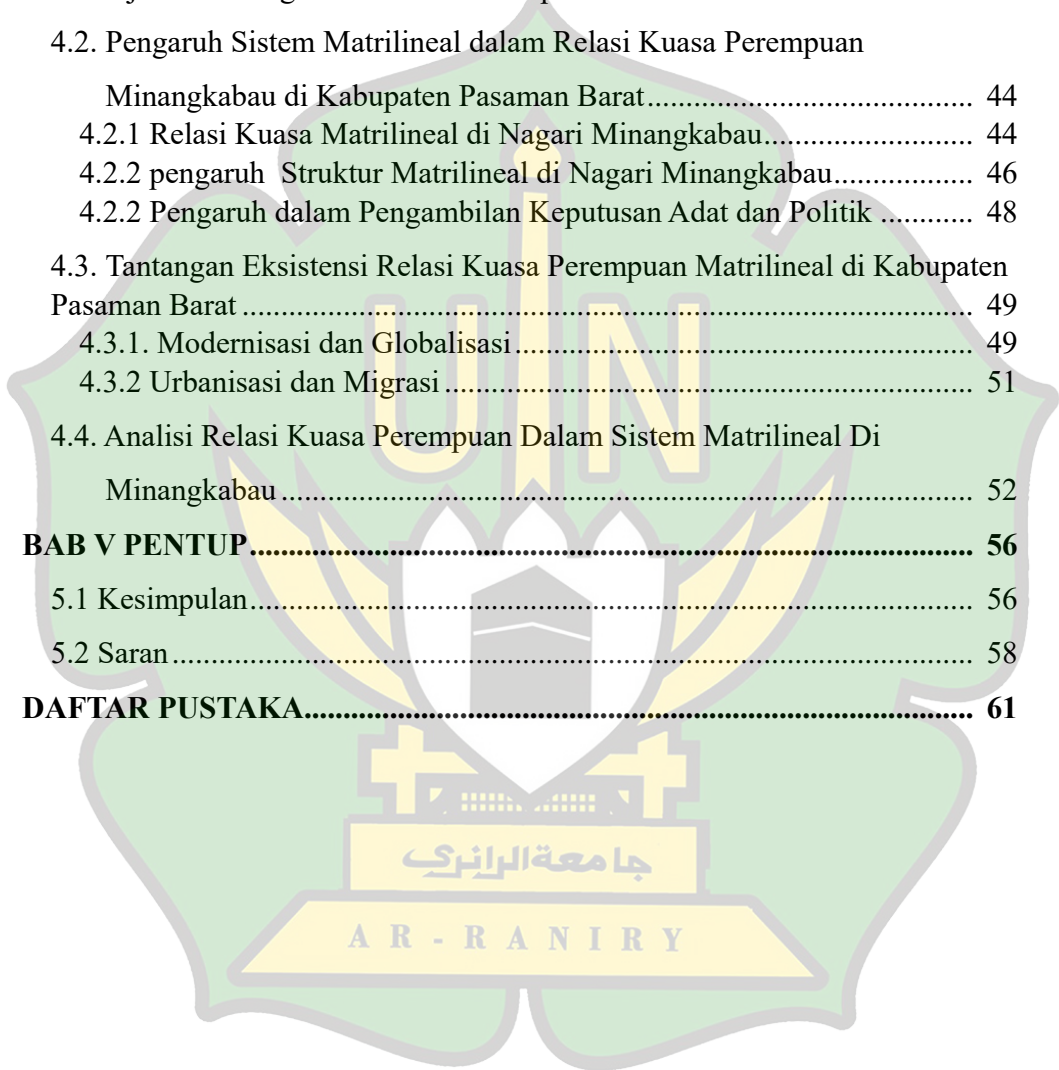 4.2. Pengaruh Sistem Matrilineal dalam Relasi Kuasa Perempuan
Minangkabau di Kabupaten Pasaman Barat........................................... 44
4.2.1 Relasi Kuasa Matrilineal di Nagari Minangkabau........................... 44
4.2.2 pengaruh  Struktur Matrilineal di Nagari Minangkabau.................. 46
4.2.2 Pengaruh dalam Pengambilan Keputusan Adat dan Politik ............ 48
4.3. Tantangan Eksistensi Relasi Kuasa Perempuan Matrilineal di Kabupaten
Pasaman Barat ............................................................................................. 49
4.3.1. Modernisasi dan Globalisasi........................................................... 49
4.3.2 Urbanisasi dan Migrasi .................................................................... 51
4.4. Analisi Relasi Kuasa Perempuan Dalam Sistem Matrilineal Di
Minangkabau ........................................................................................... 52
BAB V PENTUP............................................................................................ 56
5.1 Kesimpulan.............................................................................................. 56
5.2 Saran........................................................................................................ 58
DAFTAR PUSTAKA..................................................................................... 61
UIN
جامعةالرانري
AR-RANIRY